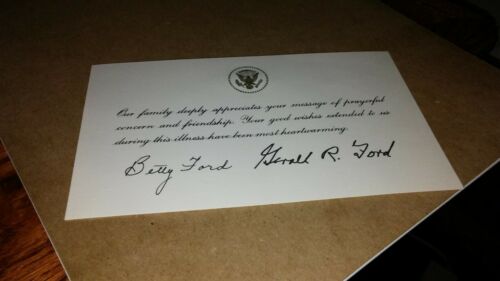 Our family deeply appreciates your message of prayerful
concern and friendship. Your good wishes extended to us
during this illness have been most heartwarming.
Betty Ford Gerald R. Ford